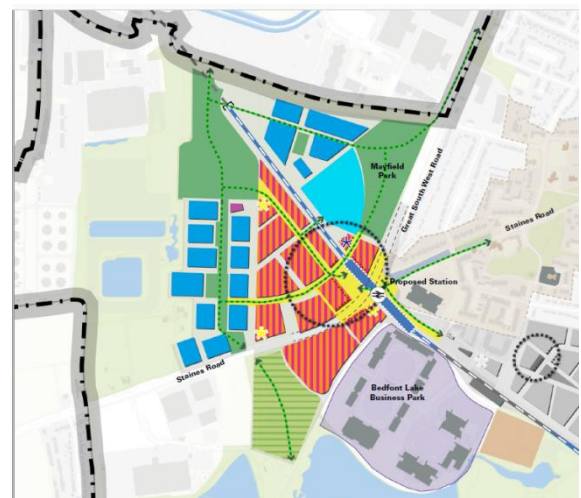 Mayfield
Park
Great South West Road
Staines Road
Proposed Station
Staines Road
Bedfont Lake
Business Park